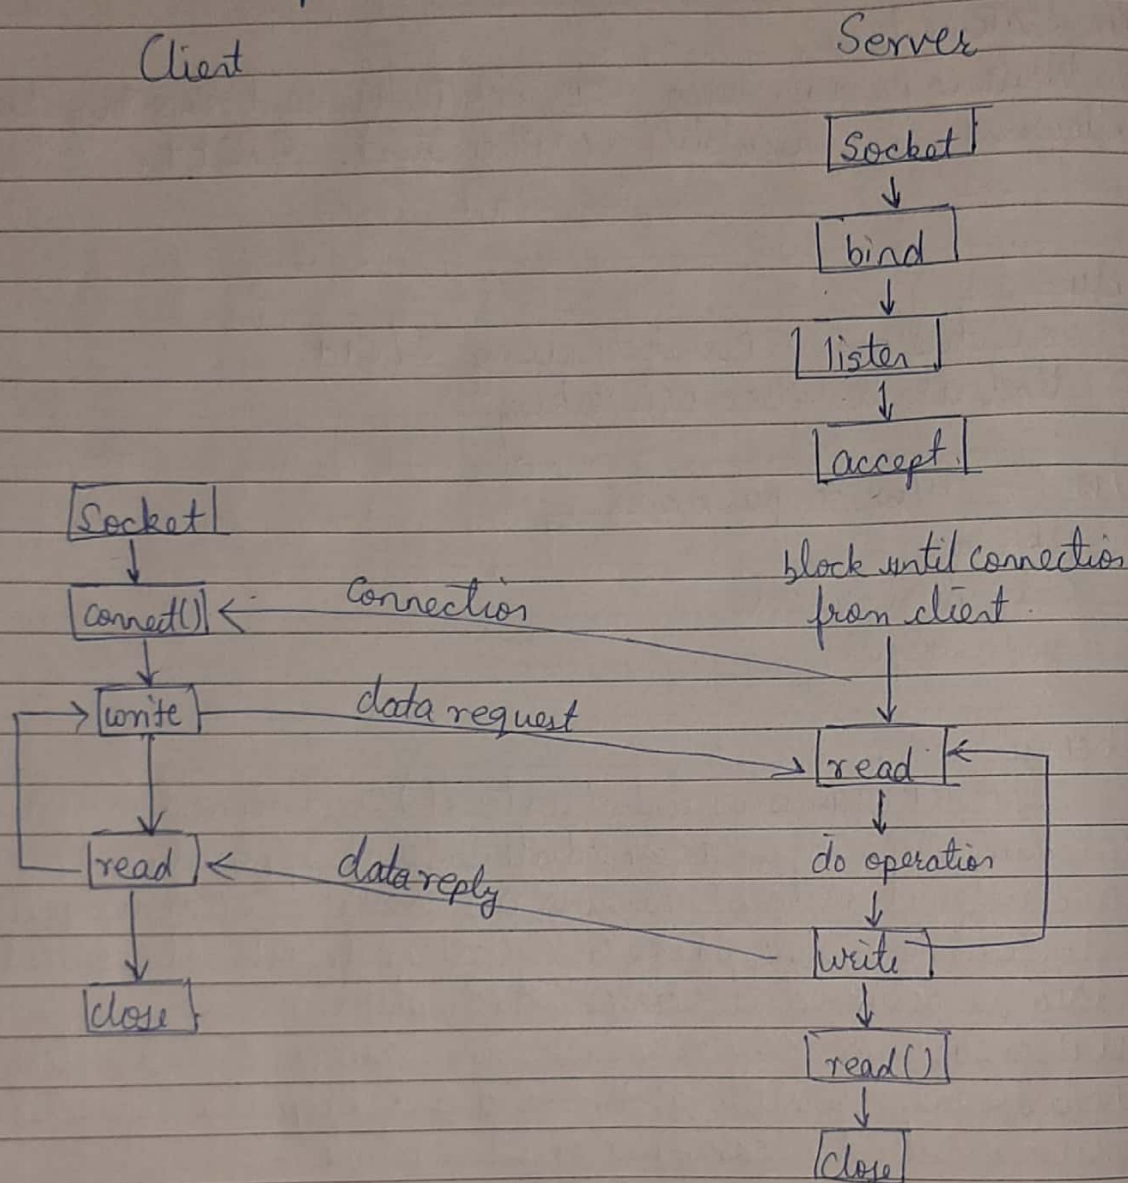 Client
Server
Socket
bind
listen
accept.
Socket
block until connection
from client.
connect()
Connection
write
data request
read
do operation
read
data reply
write
close
read()
close